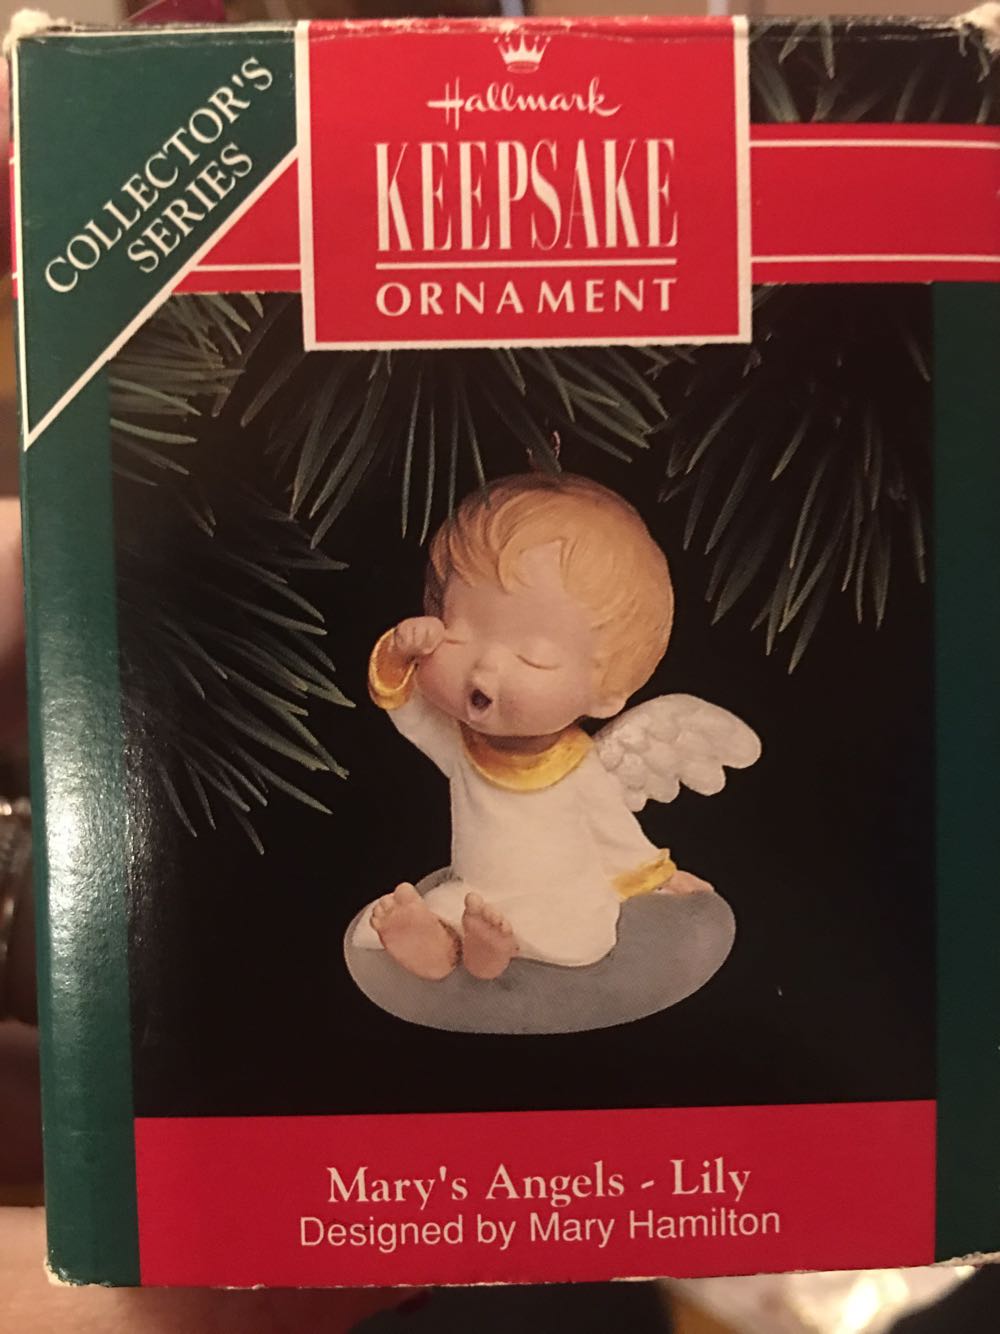 COLLECTOR'S
SERIES
Hallmark
KEEPSAKE
ORNAMENT
Mary's Angels - Lily
Designed by Mary Hamilton